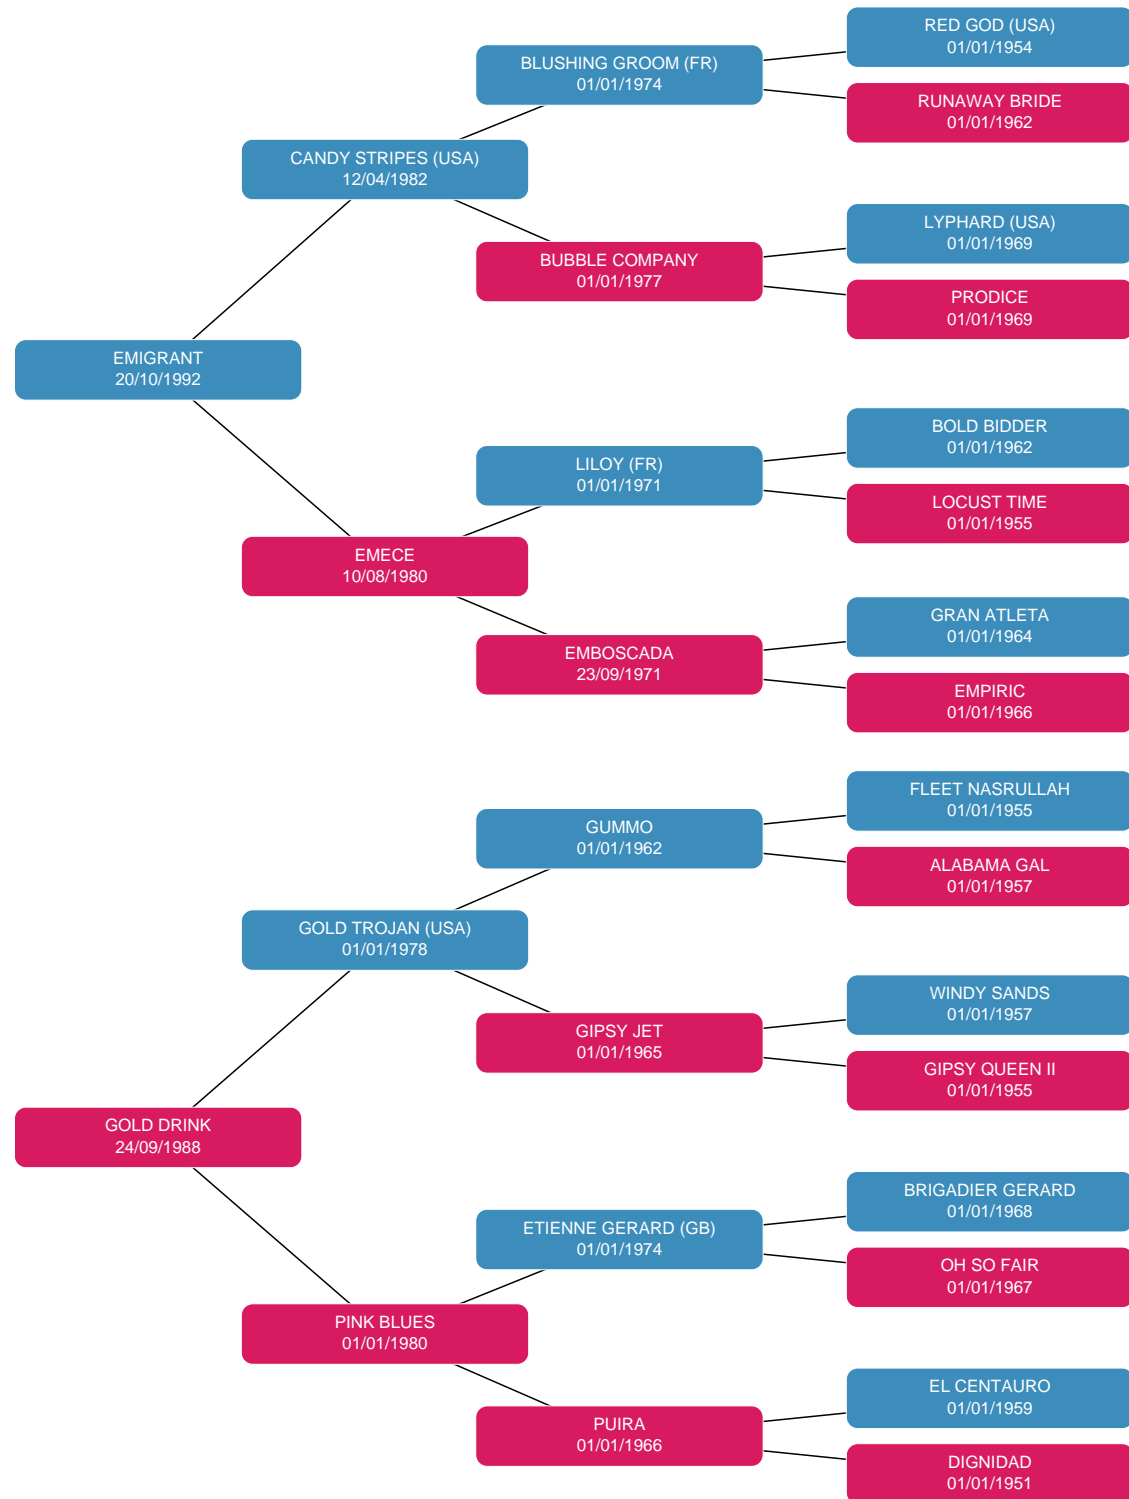 RED GOD (USA)
01/01/1954
BLUSHING GROOM (FR)
01/01/1974
RUNAWAY BRIDE
01/01/1962
CANDY STRIPES (USA)
12/04/1982
LYPHARD (USA)
01/01/1969
BUBBLE COMPANY
01/01/1977
PRODICE
01/01/1969
EMIGRANT
20/10/1992
BOLD BIDDER
01/01/1962
LILOY (FR)
01/01/1971
LOCUST TIME
01/01/1955
EMECE
10/08/1980
GRAN ATLETA
01/01/1964
EMBOSCADA
23/09/1971
EMPIRIC
01/01/1966
FLEET NASRULLAH
01/01/1955
GUMMO
01/01/1962
ALABAMA GAL
01/01/1957
GOLD TROJAN (USA)
01/01/1978
WINDY SANDS
01/01/1957
GIPSY JET
01/01/1965
GIPSY QUEEN II
01/01/1955
GOLD DRINK
24/09/1988
BRIGADIER GERARD
01/01/1968
ETIENNE GERARD (GB)
01/01/1974
OH SO FAIR
01/01/1967
PINK BLUES
01/01/1980
EL CENTAURO
01/01/1959
PUIRA
01/01/1966
DIGNIDAD
01/01/1951